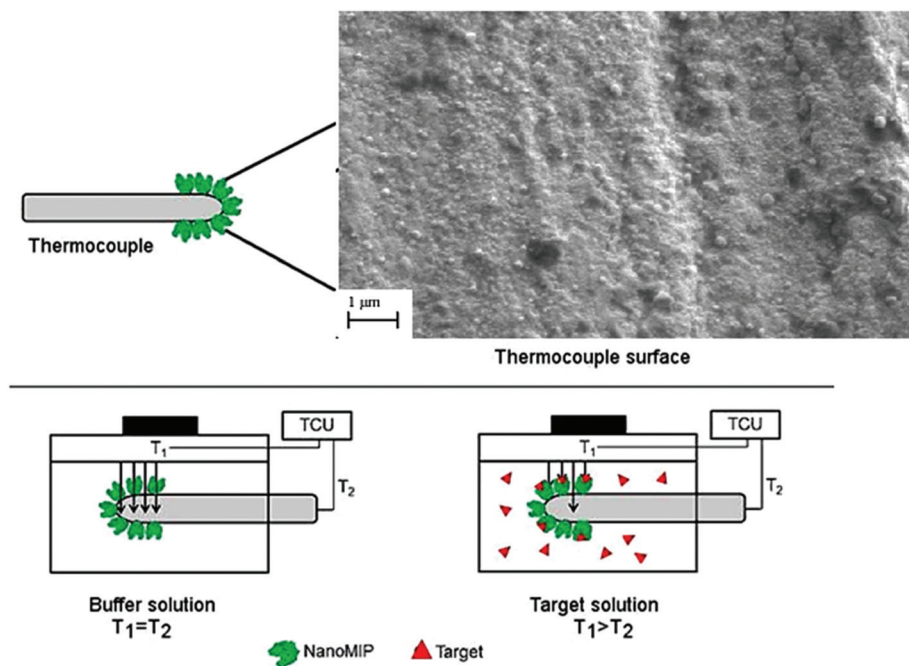 Thermocouple
1 μm
Thermocouple surface
TCU
T1
T2
Buffer solution
T1=T2
TCU
T1
T2
Target solution
T1>T2
NanoMIP
Target